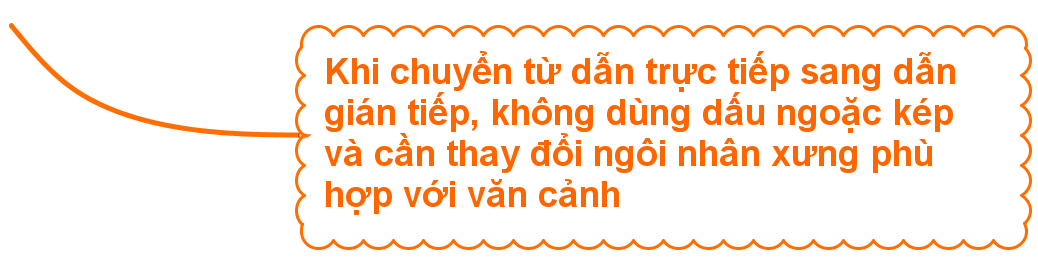 Khi chuyển từ dẫn trực tiếp sang dẫn
gián tiếp, không dùng dấu ngoặc kép
và cần thay đổi ngôi nhân xưng phù
hợp với văn cảnh